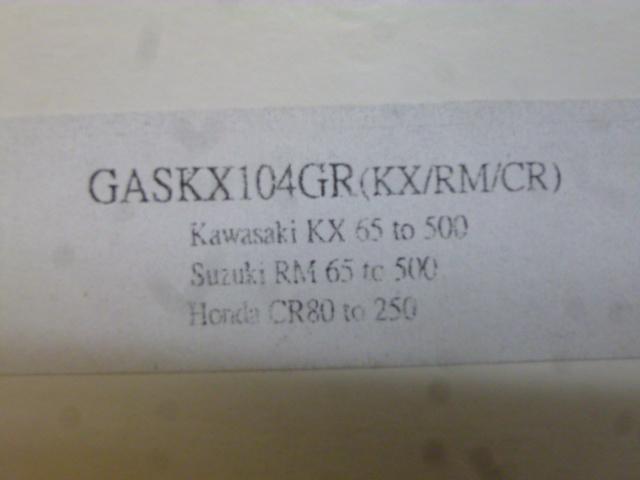 GASKX104GR(KX/RM/CR)
Kawasaki KX 65 to 500
Suzuki RM 65 to 500
Honda CR80 to 250